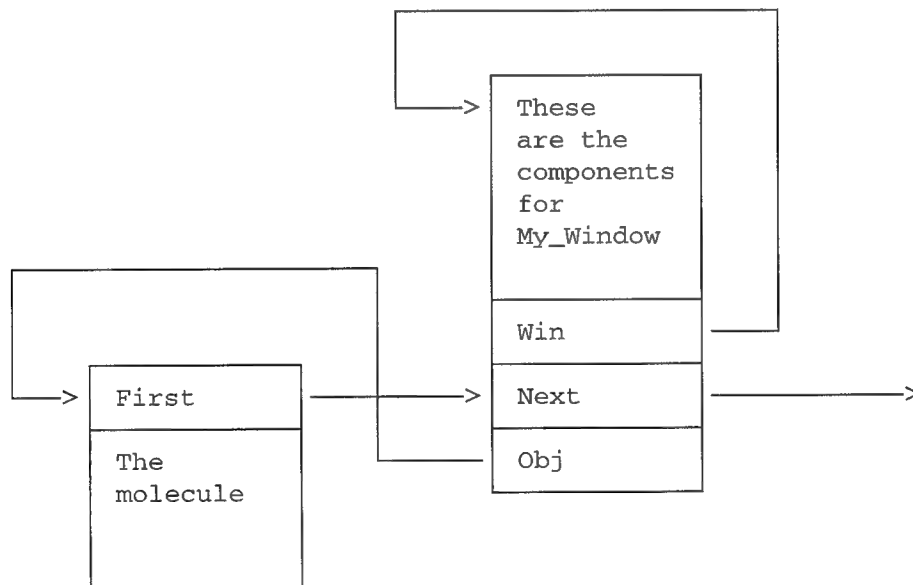 These
are the
components
for
My_Window
Win
First
Next
The
molecule
Obj